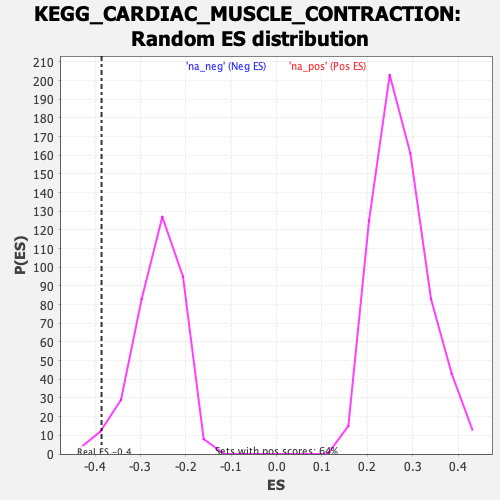 KEGG_CARDIAC_MUSCLE_CONTRACTION:
Random ES distribution
'na_neg' (Neg ES) 'na_pos' (Pos ES)
210
200
190
180
170
160
150
140
130
120
110
100
90
80
70
60
50
40
30
20
10
0
P(ES)
Real ES -0.4
Sets with pos scores: 64%
-0.4 -0.3 -0.2 -0.1 0.0 0.1 0.2 0.3 0.4
ES